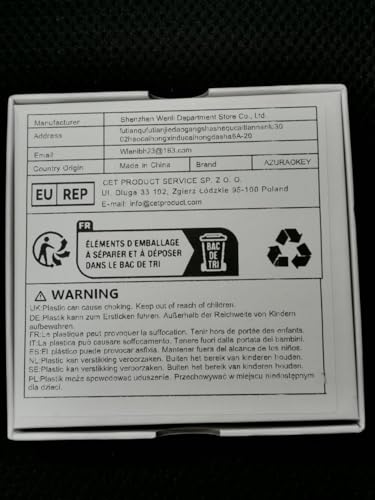 Manufacturer Shenzhen Wenli Department Store Co., Ltd.
Address futianqufutianjiedaogangshashequcaitiannanlu30
02haocaihongxinducaihongdasha6A-20
Email: Wlenlbh23@163.com
Country Origin Made in China Brand AZURAOKEY
EU REP
CET PRODUCT SERVICE SP. Z O. O.
Ul. Dluga 33 102, Zgierz Lódzkie 95-100 Poland
E-mail: info@cetproduct.com
FR
ÉLÉMENTS D'EMBALLAGE
À SÉPARER ET À DÉPOSER
DANS LE BAC DE TRI
BAC
DE
TRI
WARNING
UK:Plastic can cause choking. Keep out of reach of children.
DE:Plastik kann zum Ersticken führen. Außerhalb der Reichweite von Kindern
aufbewahren.
FR:Le plastique peut provoquer la suffocation. Tenir hors de portée des enfants.
IT:La plastica può causare soffocamento. Tenere fuori dalla portata dei bambini.
ES:El plástico puede provocar asfixia. Mantener fuera del alcance de los niños.
NL:Plastic kan verstikking veroorzaken. Buiten het bereik van kinderen houden.
SE:Plastic kan verstikking veroorzaken. Buiten het bereik van kinderen houden.
PL:Plastik może spowodować uduszenie. Przechowywać w miejscu niedostępnym
dla dzieci.